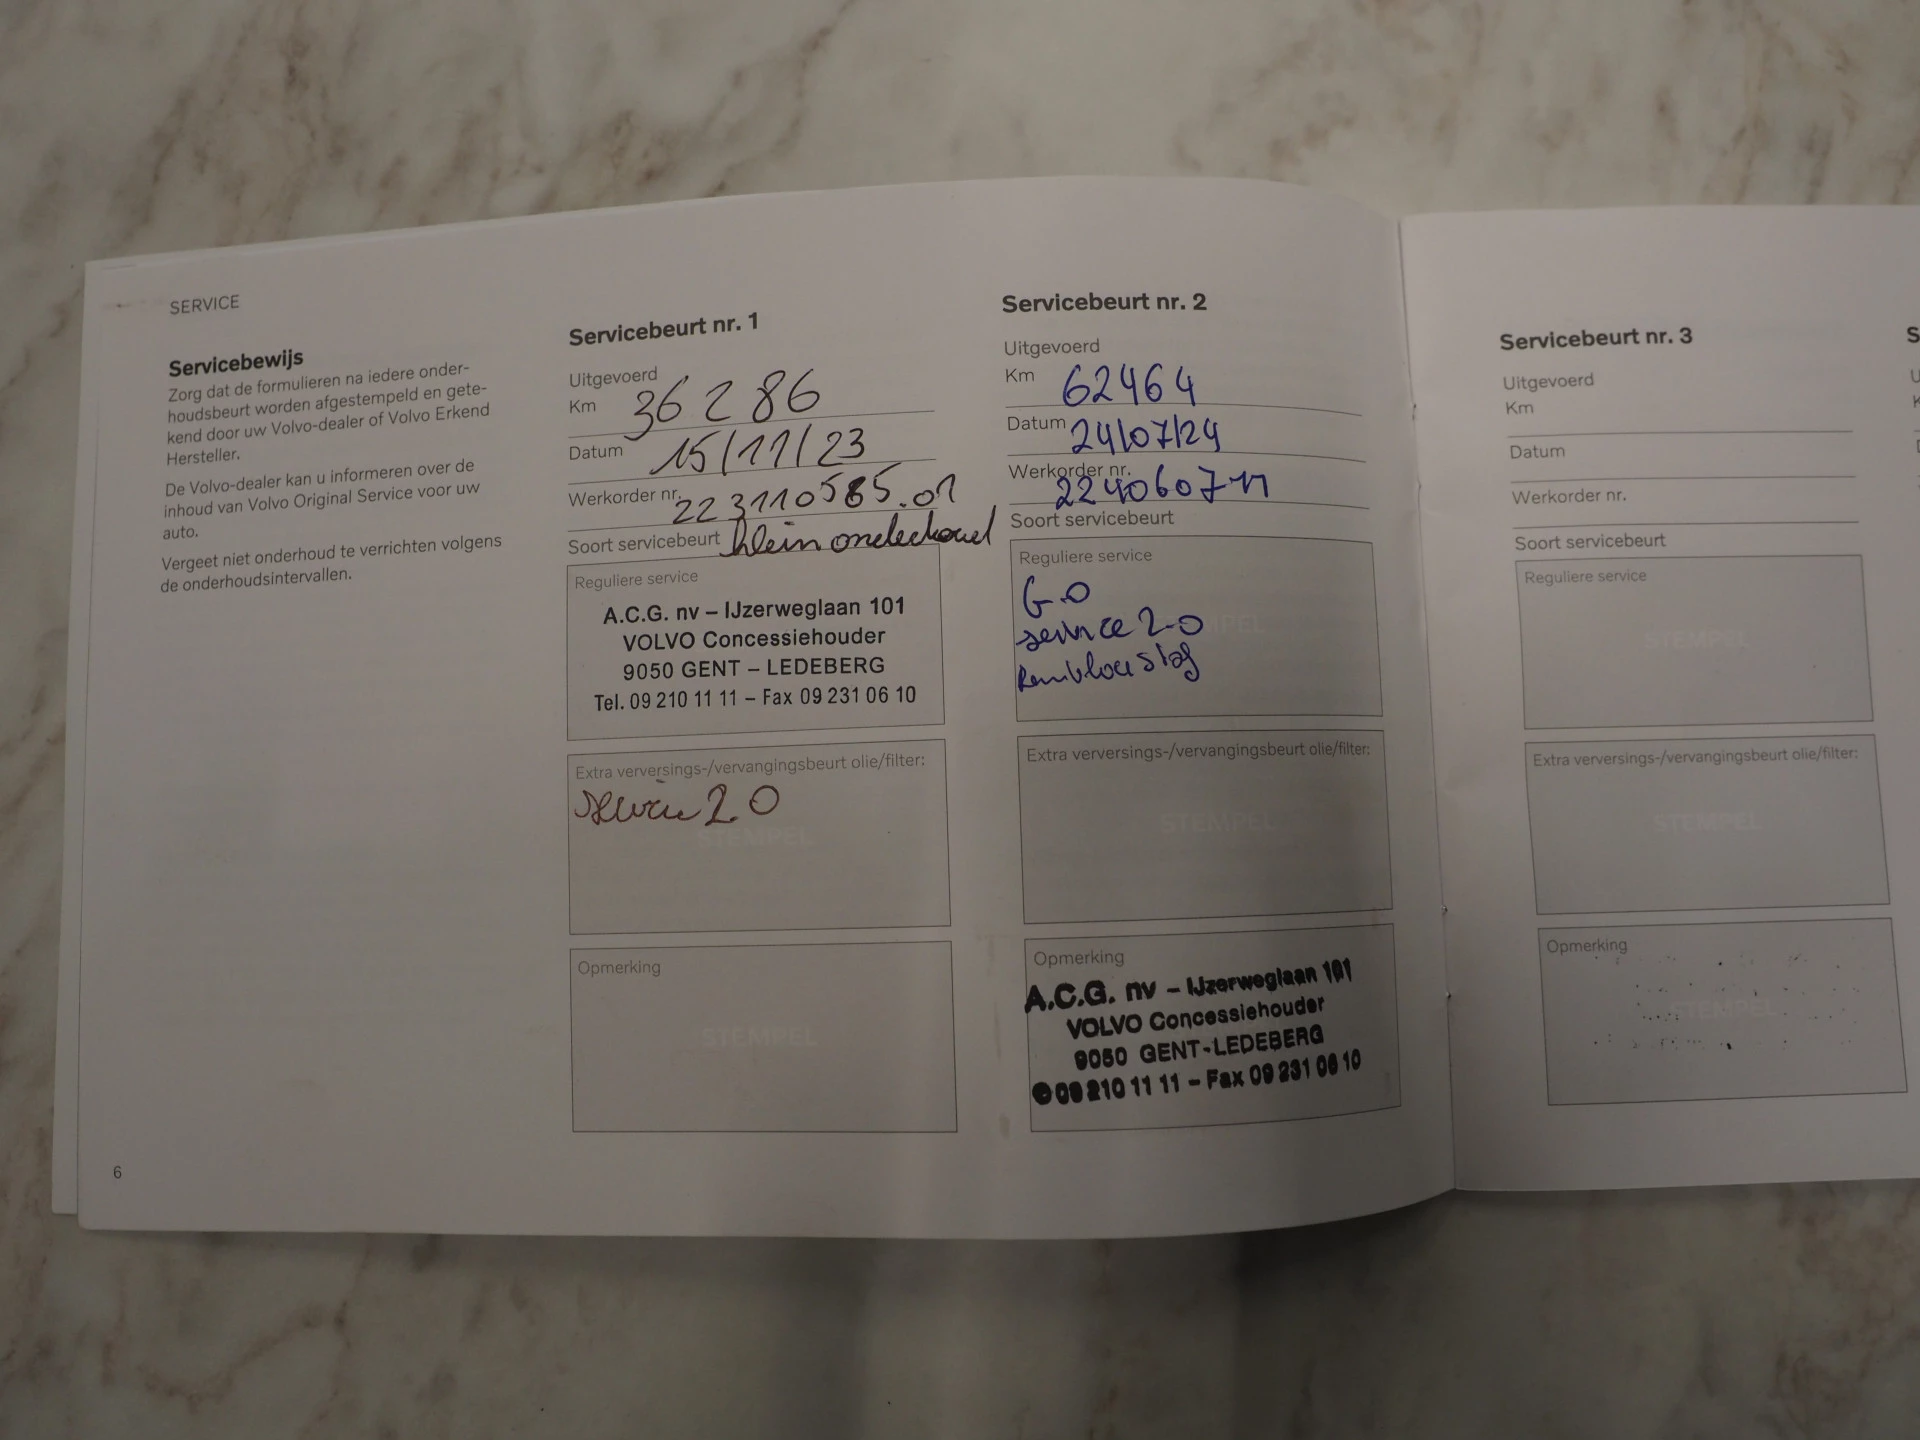 SERVICE
Servicebewijs
Zorg dat de formulieren na iedere onder-
houdsbeurt worden afgestempeld en gete-
kend door uw Volvo-dealer of Volvo Erkend
Hersteller.
De Volvo-dealer kan u informeren over de
inhoud van Volvo Original Service voor uw
auto.
Vergeet niet onderhoud te verrichten volgens
de onderhoudsintervallen.
Servicebeurt nr. 1
Uitgevoerd
Km 36286
Datum 15/11/23
Werkorder nr. 223110585.01
Soort servicebeurt klein onderhoud
Reguliere service
A.C.G. nv – IJzerweglaan 101
VOLVO Concessiehouder
9050 GENT – LEDEBERG
Tel. 09 210 11 11 – Fax 09 231 06 10
Extra verversings-/vervangingsbeurt olie/filter:
service 2.0
STEMPEL
Opmerking
STEMPEL
Servicebeurt nr. 2
Uitgevoerd
Km 62464
Datum 24/07/24
Werkorder nr.
224060711
Soort servicebeurt
Reguliere service
G.O
service 2.0
Extra verversings-/vervangingsbeurt olie/filter:
STEMPEL
Opmerking
A.C.G. nv – IJzerweglaan 101
VOLVO Concessiehouder
9050 GENT-LEDEBERG
09 210 11 11 – Fax 09 231 06 10
Servicebeurt nr. 3
Uitgevoerd
Km
Datum
Werkorder nr.
Soort servicebeurt
Reguliere service
STEMPEL
Extra verversings-/vervangingsbeurt olie/filter:
STEMPEL
Opmerking
STEMPEL
6